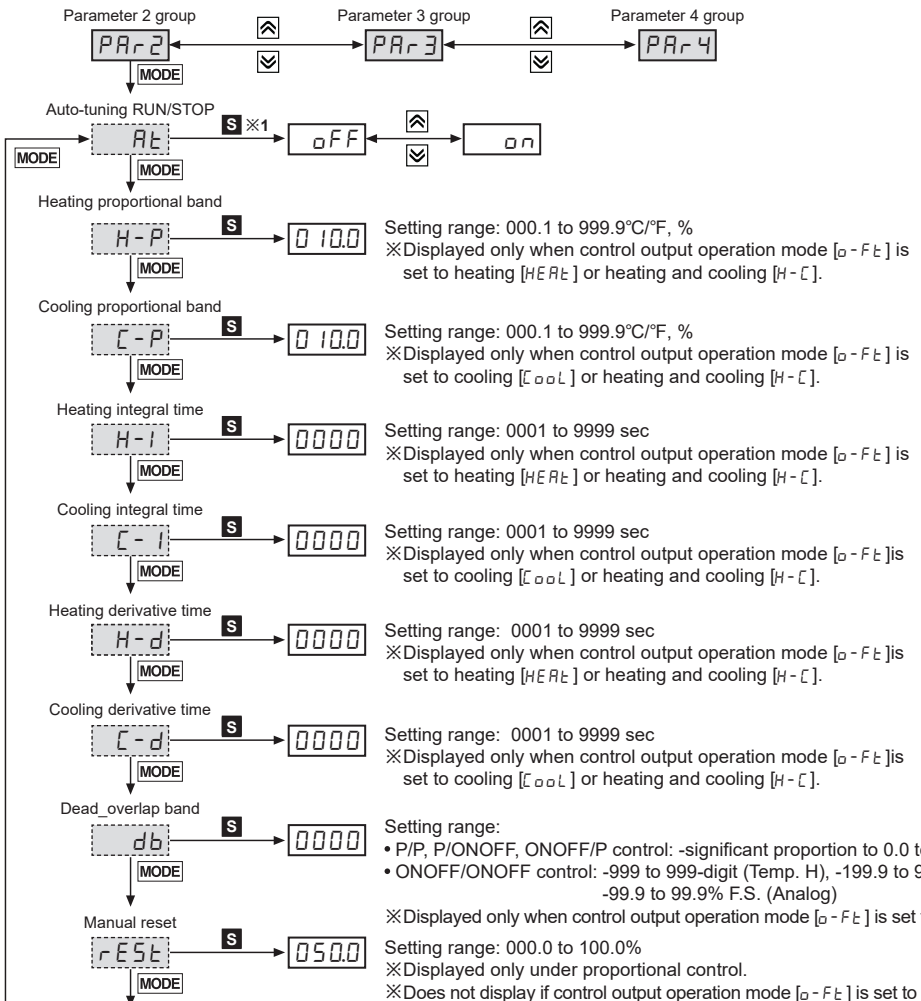 Parameter 2 group
Parameter 3 group
Parameter 4 group
PAr2
PAr3
PAr4
MODE
Auto-tuning RUN/STOP
MODE
At
S ※1
oFF
on
MODE
Heating proportional band
H-P
S
010.0
Setting range: 000.1 to 999.9℃/℉, %
※Displayed only when control output operation mode [o-Ft] is
set to heating [HEAt] or heating and cooling [H-C].
MODE
Cooling proportional band
C-P
S
010.0
Setting range: 000.1 to 999.9℃/℉, %
※Displayed only when control output operation mode [o-Ft] is
set to cooling [CooL] or heating and cooling [H-C].
MODE
Heating integral time
H-I
S
0000
Setting range: 0001 to 9999 sec
※Displayed only when control output operation mode [o-Ft] is
set to heating [HEAt] or heating and cooling [H-C].
MODE
Cooling integral time
C-I
S
0000
Setting range: 0001 to 9999 sec
※Displayed only when control output operation mode [o-Ft]is
set to cooling [CooL] or heating and cooling [H-C].
MODE
Heating derivative time
H-d
S
0000
Setting range: 0001 to 9999 sec
※Displayed only when control output operation mode [o-Ft]is
set to heating [HEAt] or heating and cooling [H-C].
MODE
Cooling derivative time
C-d
S
0000
Setting range: 0001 to 9999 sec
※Displayed only when control output operation mode [o-Ft]is
set to cooling [CooL] or heating and cooling [H-C].
MODE
Dead_overlap band
db
S
0000
Setting range:
• P/P, P/ONOFF, ONOFF/P control: -significant proportion to 0.0
• ONOFF/ONOFF control: -999 to 999-digit (Temp. H), -199.9 to
-99.9 to 99.9% F.S. (Analog)
※Displayed only when control output operation mode [o-Ft] is set
MODE
Manual reset
rESt
S
050.0
Setting range: 000.0 to 100.0%
※Displayed only under proportional control.
※Does not display if control output operation mode [o-Ft] is set to
MODE